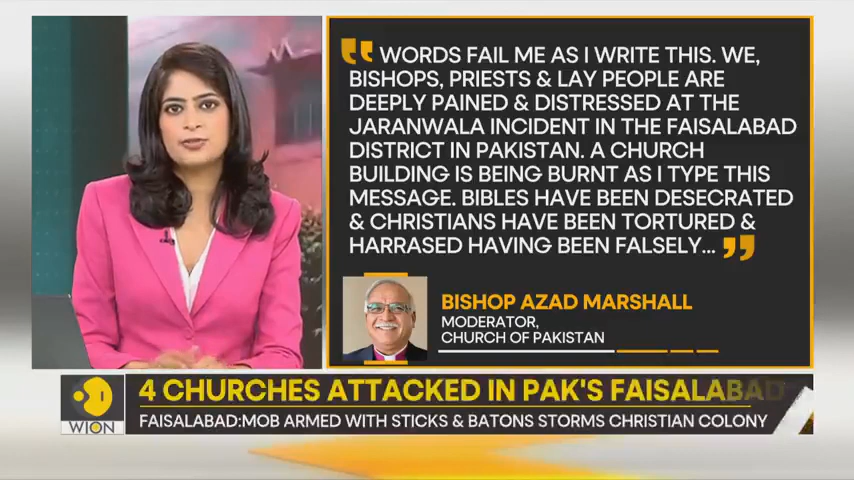 WORDS FAIL ME AS I WRITE THIS. WE,
BISHOPS, PRIESTS & LAY PEOPLE ARE
DEEPLY PAINED & DISTRESSED AT THE
JARANWALA INCIDENT IN THE FAISALABAD
DISTRICT IN PAKISTAN. A CHURCH
BUILDING IS BEING BURNT AS I TYPE THIS
MESSAGE. BIBLES HAVE BEEN DESECRATED
& CHRISTIANS HAVE BEEN TORTURED &
HARRASED HAVING BEEN FALSELY...
BISHOP AZAD MARSHALL
MODERATOR,
CHURCH OF PAKISTAN
4 CHURCHES ATTACKED IN PAK'S FAISALABAD
WION
FAISALABAD:MOB ARMED WITH STICKS & BATONS STORMS CHRISTIAN COLONY